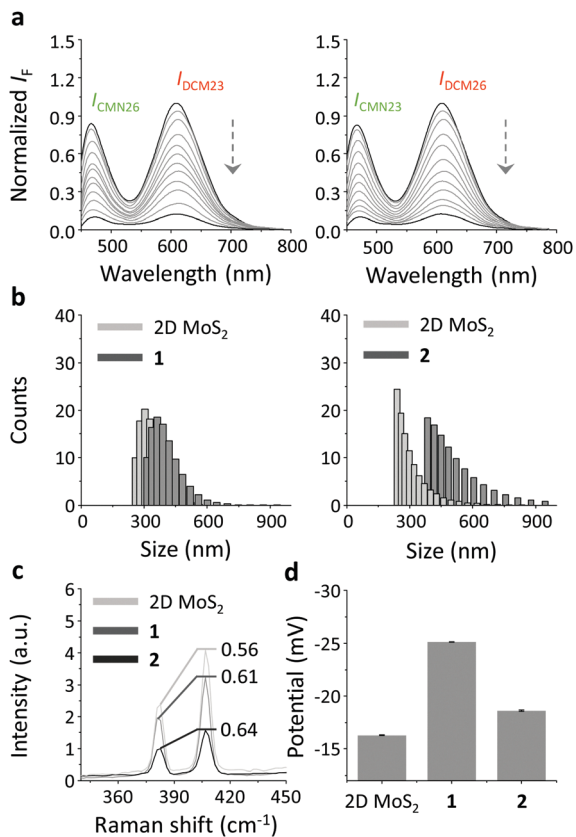 a
Normalized I_F
1.5
1.2
0.9
0.6
0.3
0.0
I_CMN26
I_DCM23
500 600 700 800
Wavelength (nm)
I_CMN23
I_DCM26
1.5
1.2
0.9
0.6
0.3
0.0
500 600 700 800
Wavelength (nm)
b
Counts
40
30
20
10
0
2D MoS₂
1
0 300 600 900
Size (nm)
40
30
20
10
0
2D MoS₂
2
0 300 600 900
Size (nm)
c
Intensity (a.u.)
6
5
4
3
2
1
0
2D MoS₂
1
2
0.56
0.61
0.64
360 390 420 450
Raman shift (cm⁻¹)
d
Potential (mV)
-30
-25
-20
-15
2D MoS₂ 1 2